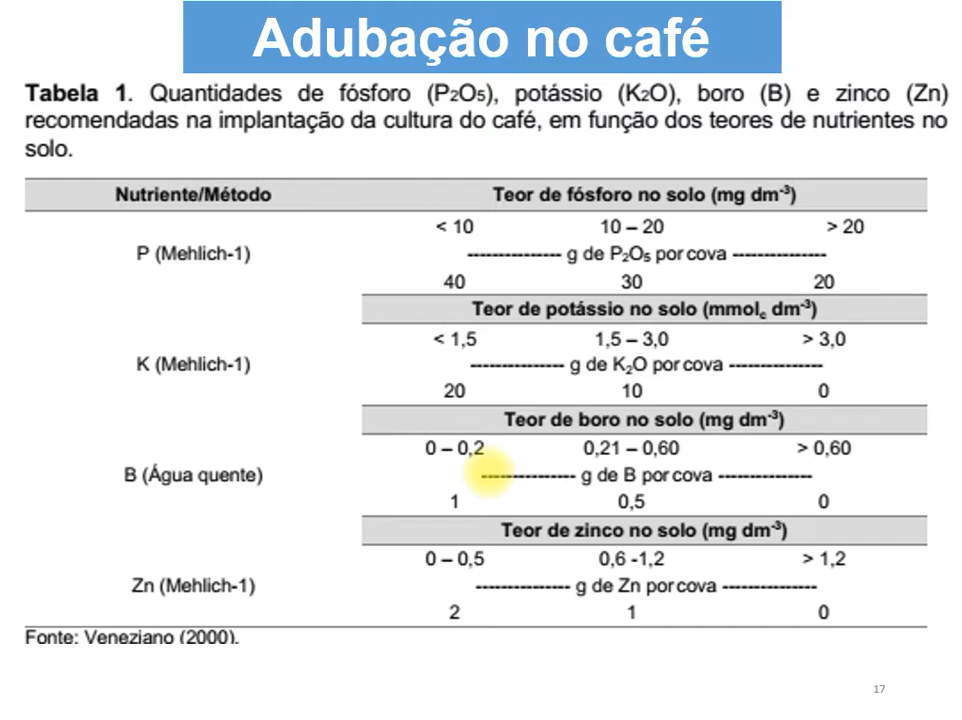 Adubação no café
Tabela 1. Quantidades de fósforo (P2O5), potássio (K2O), boro (B) e zinco (Zn)
recomendadas na implantação da cultura do café, em função dos teores de nutrientes no
solo.
Nutriente/Método Teor de fósforo no solo (mg dm-3)
< 10 10 – 20 > 20
P (Mehlich-1) ---------------- g de P2O5 por cova ----------------
40 30 20
Teor de potássio no solo (mmolc dm-3)
< 1,5 1,5 – 3,0 > 3,0
K (Mehlich-1) ---------------- g de K2O por cova ----------------
20 10 0
Teor de boro no solo (mg dm-3)
0 – 0,2 0,21 – 0,60 > 0,60
B (Água quente) ---------------- g de B por cova ----------------
1 0,5 0
Teor de zinco no solo (mg dm-3)
0 – 0,5 0,6 -1,2 > 1,2
Zn (Mehlich-1) ---------------- g de Zn por cova ----------------
2 1 0
Fonte: Veneziano (2000).
17